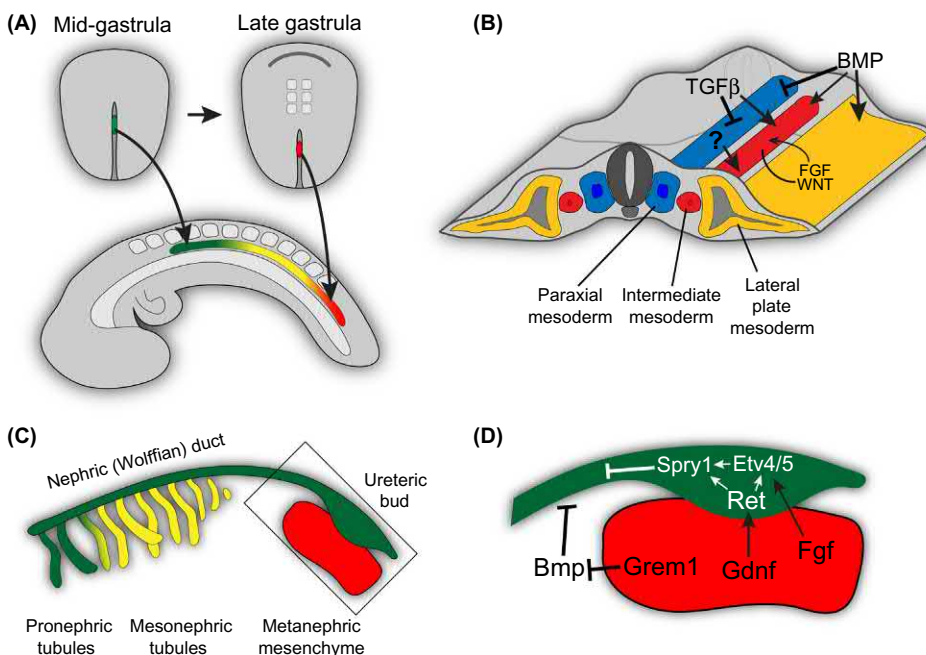 (A)
Mid-gastrula
Late gastrula
(B)
BMP
TGFβ
?
FGF
WNT
Paraxial
mesoderm
Intermediate
mesoderm
Lateral
plate
mesoderm
(C)
Nephric (Wolffian) duct
Ureteric
bud
Pronephric
tubules
Mesonephric
tubules
Metanephric
mesenchyme
(D)
Spry1
Etv4/5
Ret
Bmp
Grem1
Gdnf
Fgf